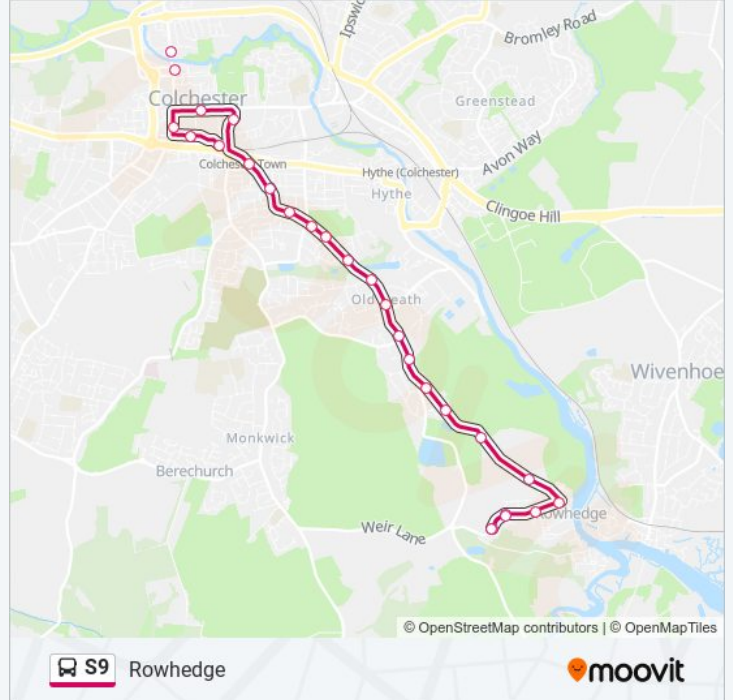 Ipswic
Bromley Road
Colchester
Greenstead
Avon Way
Colchester Town
Hythe (Colchester)
Hythe
Clingoe Hill
Old Heath
Wivenhoe
Monkwick
Berechurch
Weir Lane
Rowhedge
© OpenStreetMap contributors | © OpenMapTiles
S9 Rowhedge
moovit